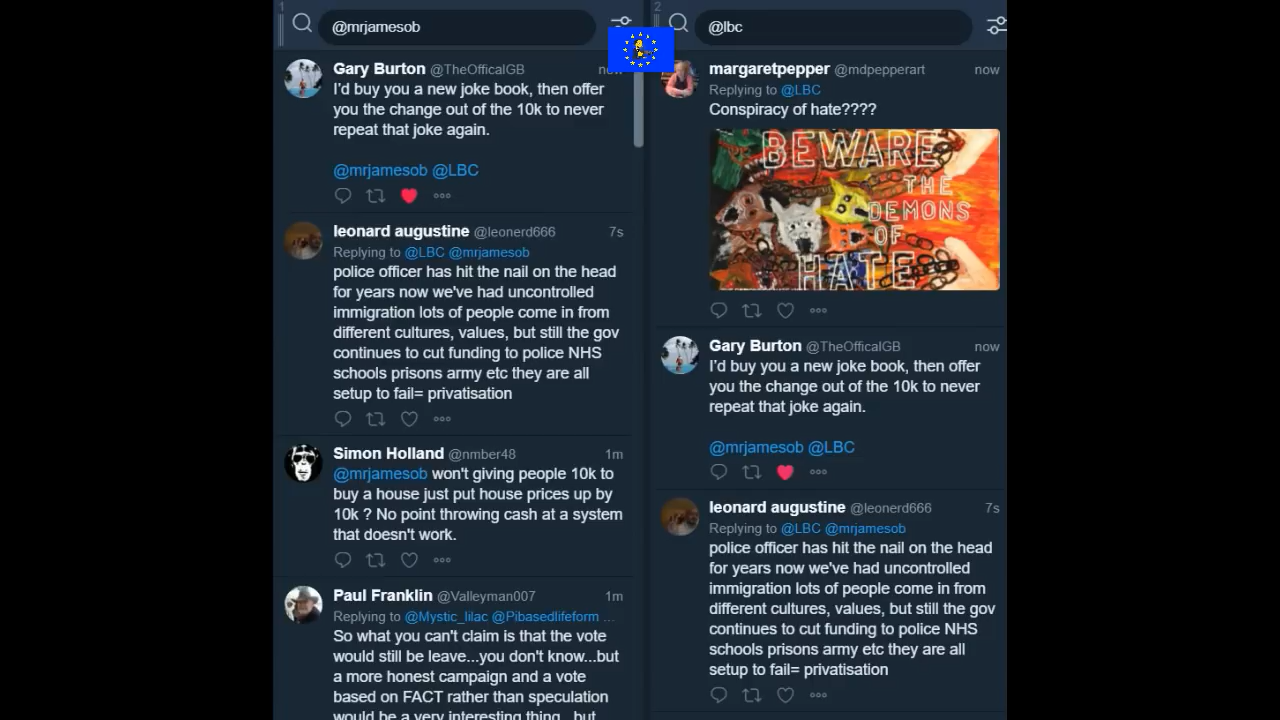 1
@mrjamesob
Gary Burton @TheOfficalGB
I'd buy you a new joke book, then offer
you the change out of the 10k to never
repeat that joke again.
@mrjamesob @LBC
leonard augustine @leonerd666 7s
Replying to @LBC @mrjamesob
police officer has hit the nail on the head
for years now we've had uncontrolled
immigration lots of people come in from
different cultures, values, but still the gov
continues to cut funding to police NHS
schools prisons army etc they are all
setup to fail= privatisation
Simon Holland @nmber48 1m
@mrjamesob won't giving people 10k to
buy a house just put house prices up by
10k ? No point throwing cash at a system
that doesn't work.
Paul Franklin @Valleyman007 1m
Replying to @Mystic_lilac @Pibasedlifeform ...
So what you can't claim is that the vote
would still be leave...you don't know...but
a more honest campaign and a vote
based on FACT rather than speculation
would be a very interesting thing...but
2
@lbc
margaretpepper @mdpepperart now
Replying to @LBC
Conspiracy of hate????
BEWARE
THE
DEMONS
OF
HATE
Gary Burton @TheOfficalGB now
I'd buy you a new joke book, then offer
you the change out of the 10k to never
repeat that joke again.
@mrjamesob @LBC
leonard augustine @leonerd666 7s
Replying to @LBC @mrjamesob
police officer has hit the nail on the head
for years now we've had uncontrolled
immigration lots of people come in from
different cultures, values, but still the gov
continues to cut funding to police NHS
schools prisons army etc they are all
setup to fail= privatisation